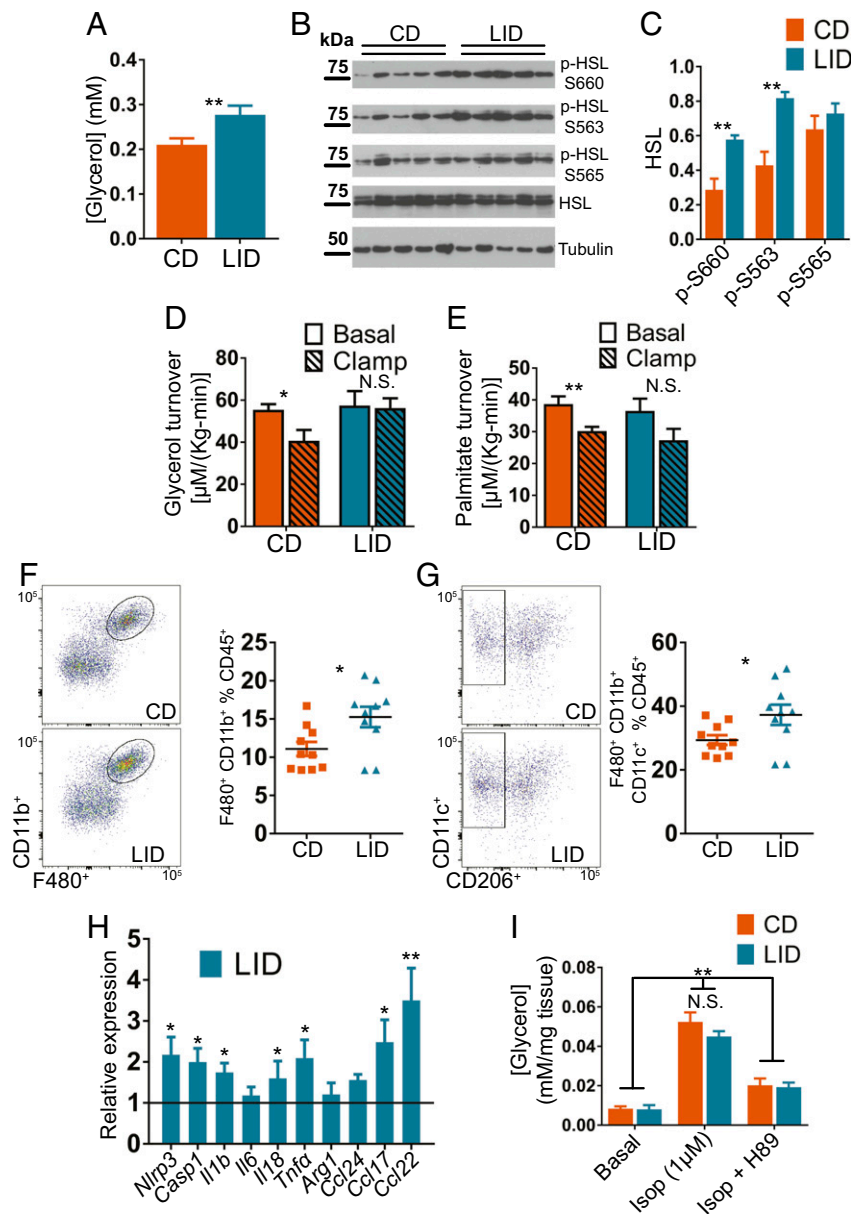 A
[Glycerol] (mM)
0.4
0.3
0.2
0.1
0.0
**
CD
LID
B
kDa
CD
LID
75
p-HSL
S660
75
p-HSL
S563
75
p-HSL
S565
75
HSL
50
Tubulin
C
CD
LID
HSL
1.0
0.8
0.6
0.4
0.2
0.0
**
**
p-S660
p-S563
p-S565
D
Basal
Clamp
Glycerol turnover
[µM/(Kg-min)]
80
60
40
20
0
*
N.S.
CD
LID
E
Basal
Clamp
Palmitate turnover
[µM/(Kg-min)]
50
40
30
20
10
0
**
N.S.
CD
LID
F
10⁵
CD
10⁵
LID
CD11b⁺
F480⁺
10⁵
F480⁺ CD11b⁺ % CD45⁺
25
20
15
10
5
0
*
CD
LID
G
10⁵
CD
10⁵
LID
CD11c⁺
CD206⁺
10⁵
F480⁺ CD11b⁺
CD11c⁺ % CD45⁺
60
40
20
0
*
CD
LID
H
LID
Relative expression
5
4
3
2
1
0
*
*
*
*
*
*
**
Nlrp3
Casp1
Il1b
Il6
Il18
Tnfα
Arg1
Ccl24
Ccl17
Ccl22
I
CD
LID
[Glycerol]
(mM/mg tissue)
0.08
0.06
0.04
0.02
0.00
**
N.S.
Basal
Isop (1µM)
Isop + H89